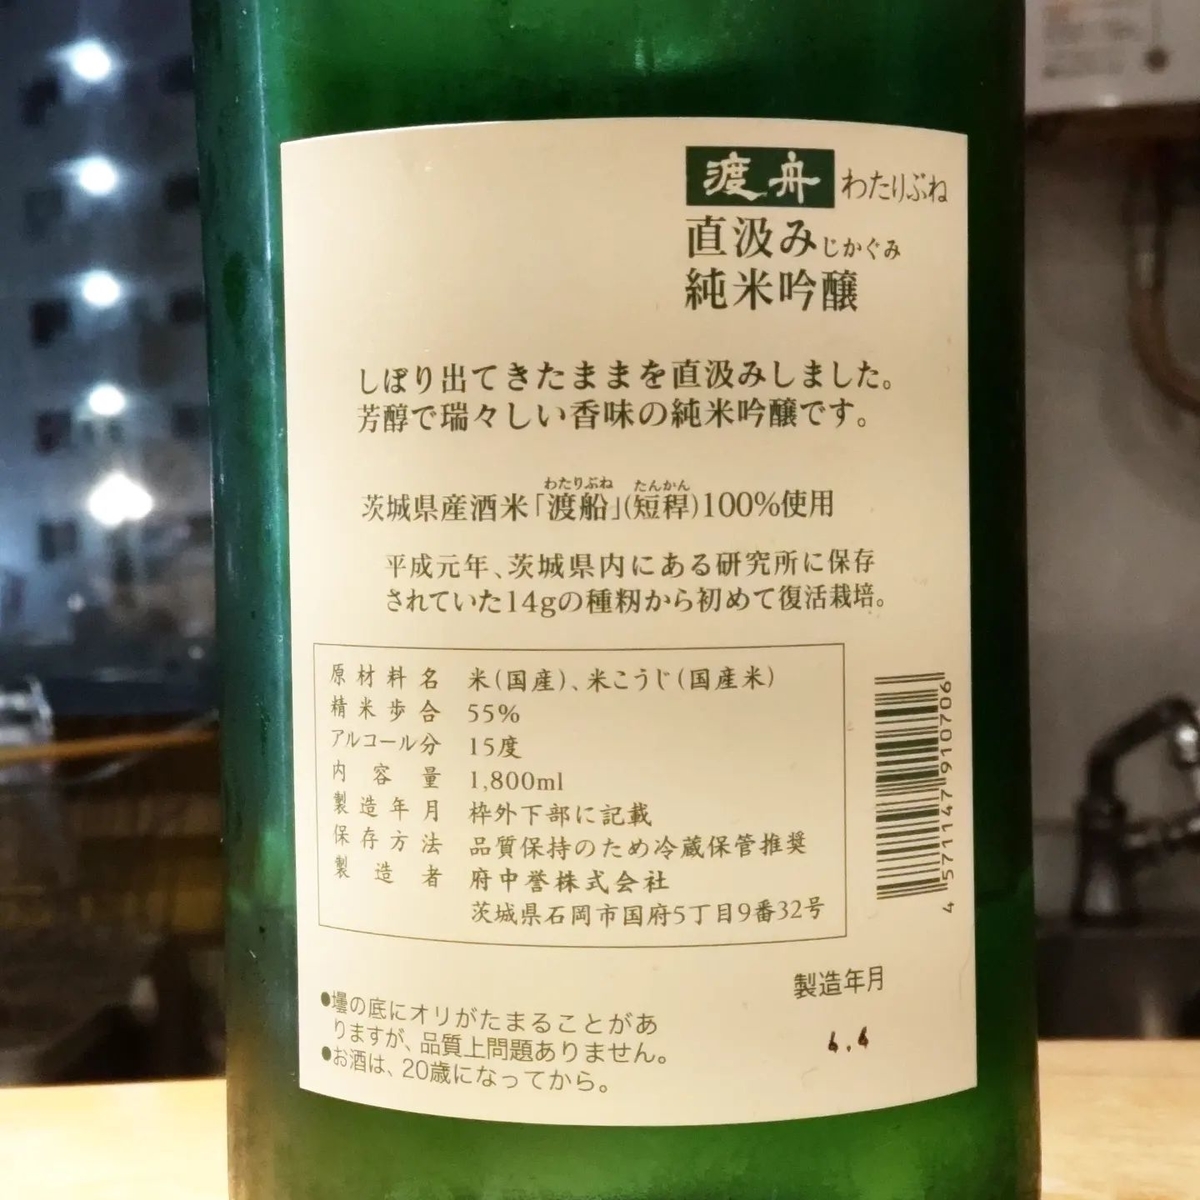 渡舟 わたりぶね
直汲みじかぐみ
純米吟醸
しぼり出てきたままを直汲みしました。
芳醇で瑞々しい香味の純米吟醸です。
わたりぶね たんかん
茨城県産酒米「渡船」(短稈)100%使用
平成元年、茨城県内にある研究所に保存
されていた14gの種籾から初めて復活栽培。
原材料名 米(国産)、米こうじ(国産米)
精米歩合 55%
アルコール分 15度
内容量 1,800ml
製造年月 枠外下部に記載
保存方法 品質保持のため冷蔵保管推奨
製造者 府中誉株式会社
茨城県石岡市国府5丁目9番32号
4571147910706
製造年月
6.6
●壜の底にオリがたまることがあ
りますが、品質上問題ありません。
●お酒は、20歳になってから。